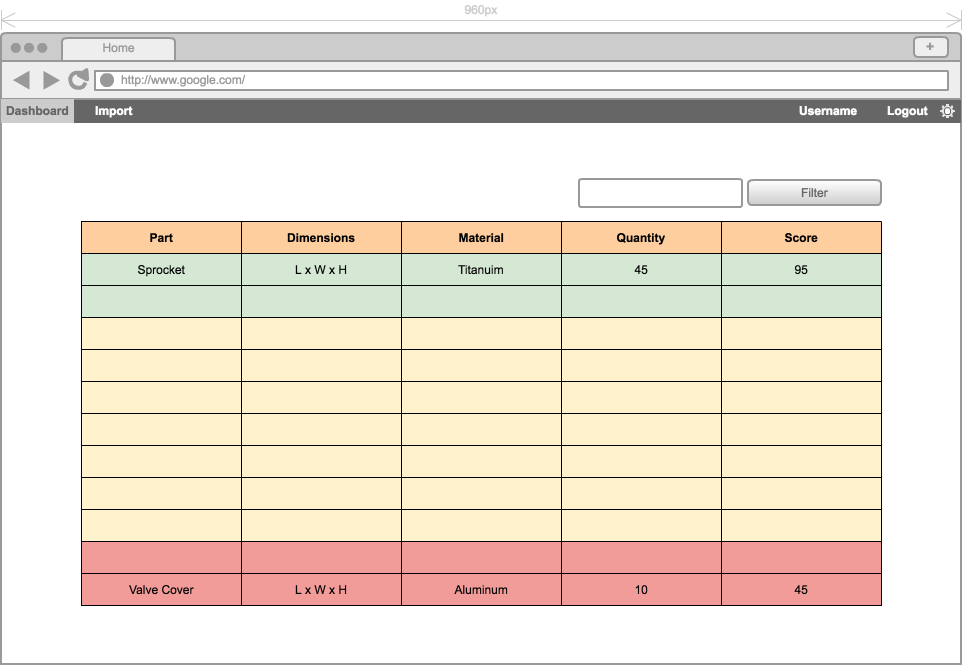 960px
Home
+
http://www.google.com/
Dashboard Import Username Logout
Filter
Part Dimensions Material Quantity Score
Sprocket L x W x H Titanuim 45 95
Valve Cover L x W x H Aluminum 10 45